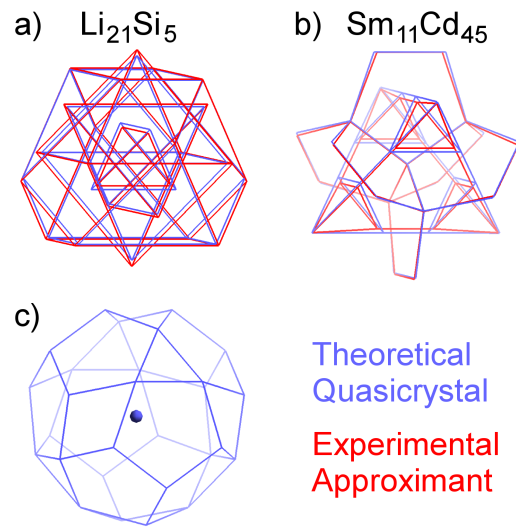 a) Li₂₁Si₅ b) Sm₁₁Cd₄₅
c)
Theoretical
Quasicrystal
Experimental
Approximant